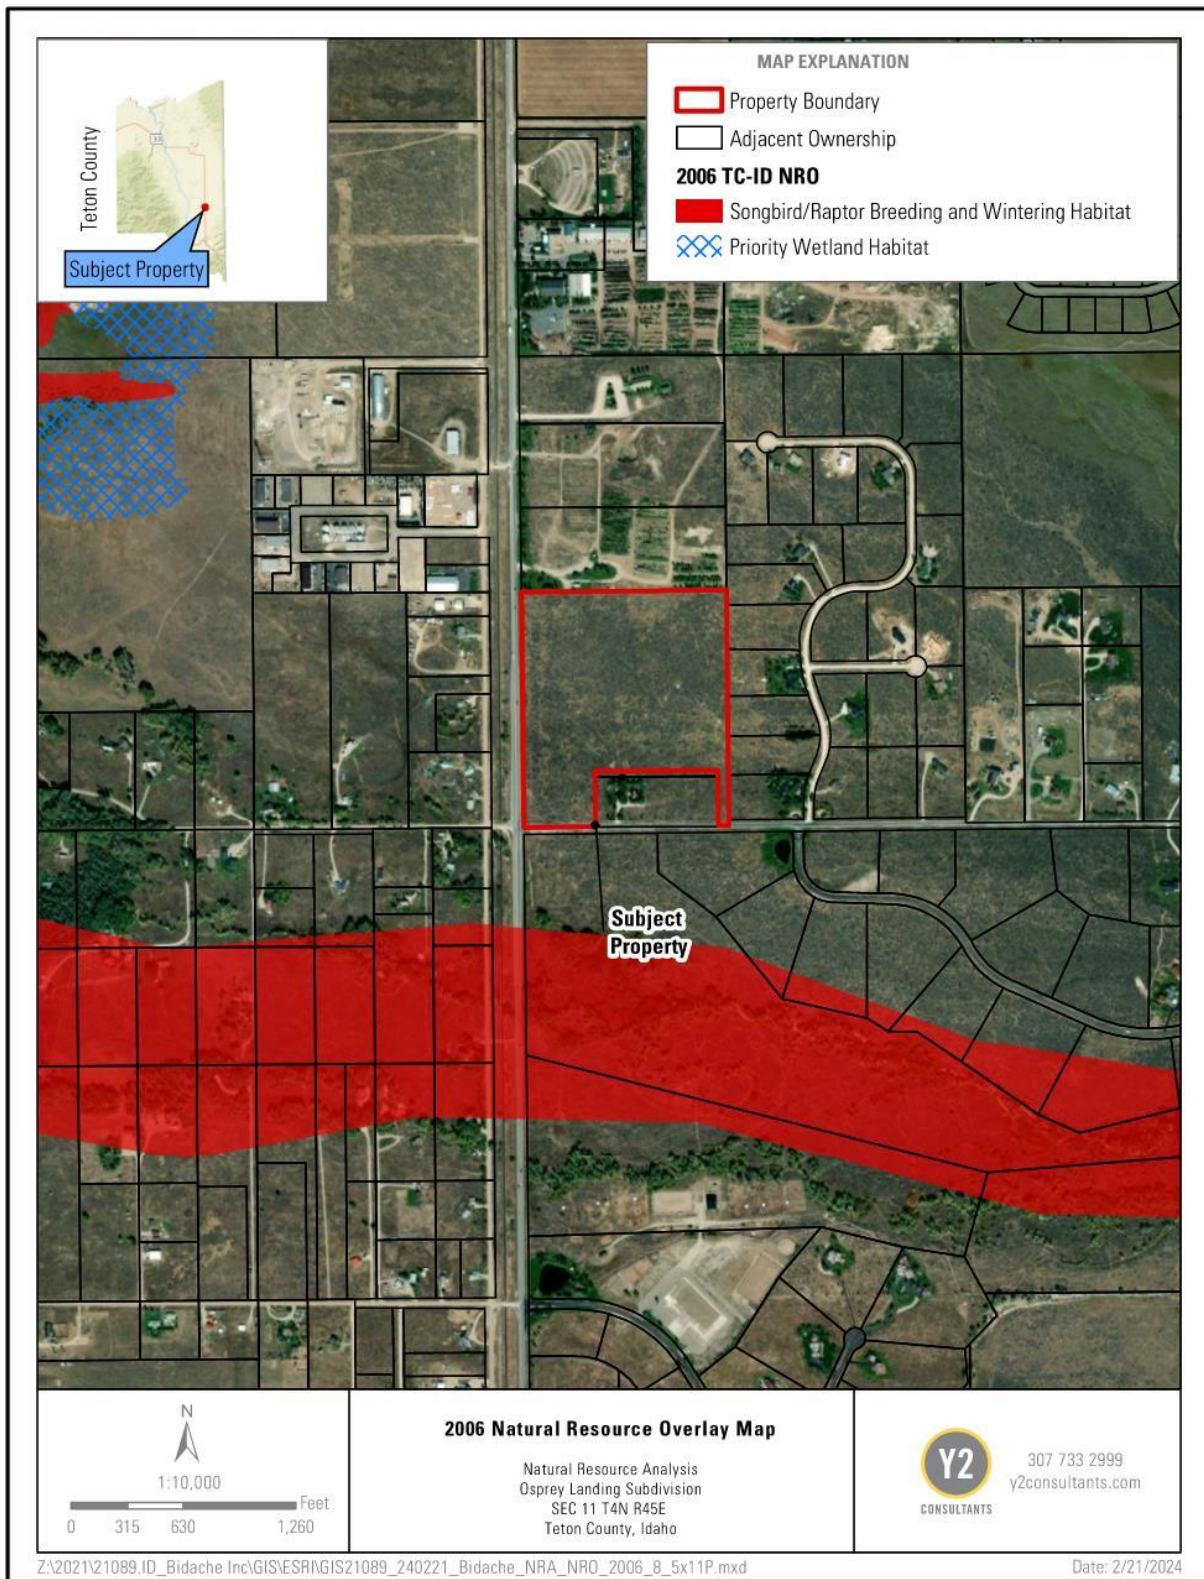 MAP EXPLANATION
Property Boundary
Adjacent Ownership
2006 TC-ID NRO
Songbird/Raptor Breeding and Wintering Habitat
Priority Wetland Habitat
Teton County
33
Subject Property
Subject
Property
N
1:10,000
Feet
0 315 630 1,260
2006 Natural Resource Overlay Map
Natural Resource Analysis
Osprey Landing Subdivision
SEC 11 T4N R45E
Teton County, Idaho
Y2
CONSULTANTS
307 733 2999
y2consultants.com
Z:\2021\21089.ID_Bidache Inc\GIS\ESRI\GIS21089_240221_Bidache_NRA_NRO_2006_8_5x11P.mxd
Date: 2/21/2024